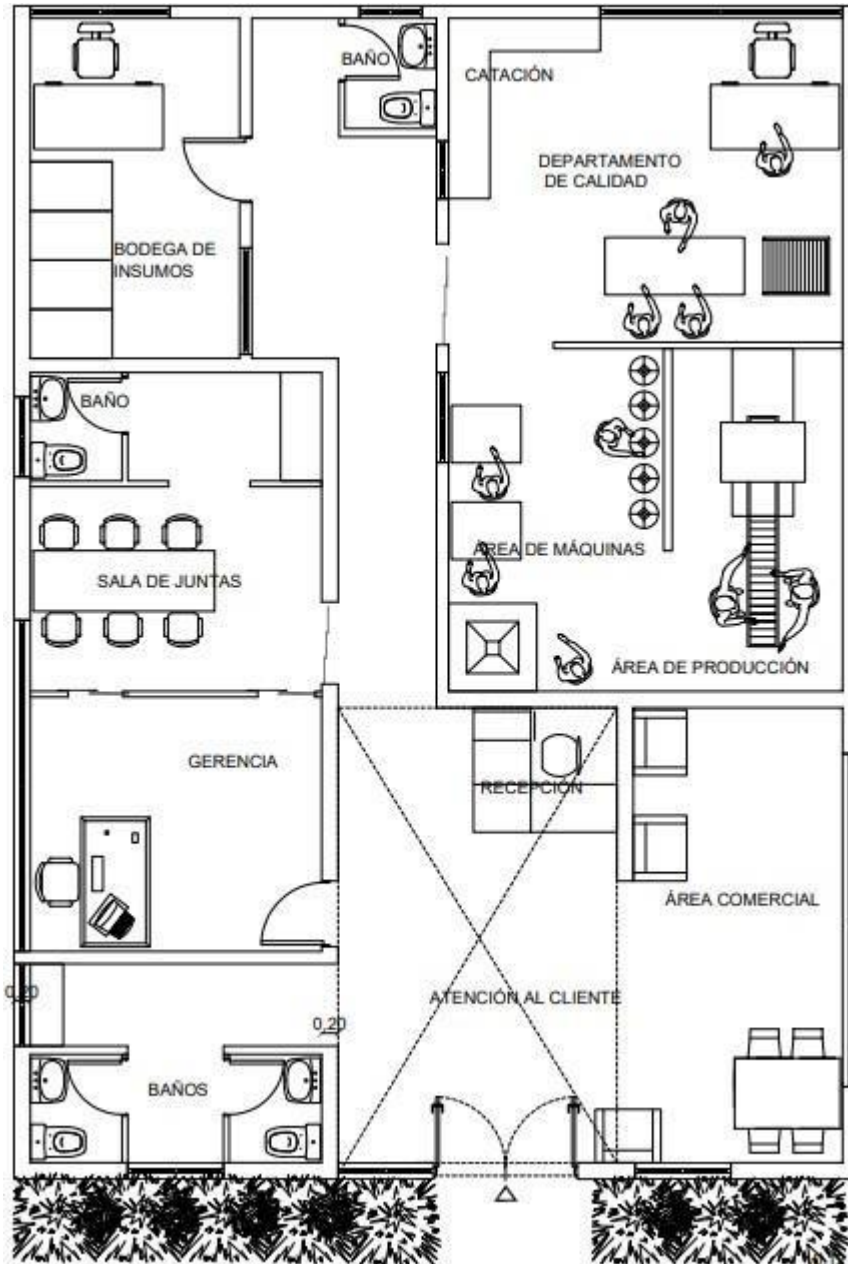 BAÑO
CATACIÓN
DEPARTAMENTO
DE CALIDAD
BODEGA DE
INSUMOS
BAÑO
ÁREA DE MÁQUINAS
SALA DE JUNTAS
ÁREA DE PRODUCCIÓN
GERENCIA
RECEPCIÓN
ÁREA COMERCIAL
0,20
ATENCIÓN AL CLIENTE
0,20
BAÑOS